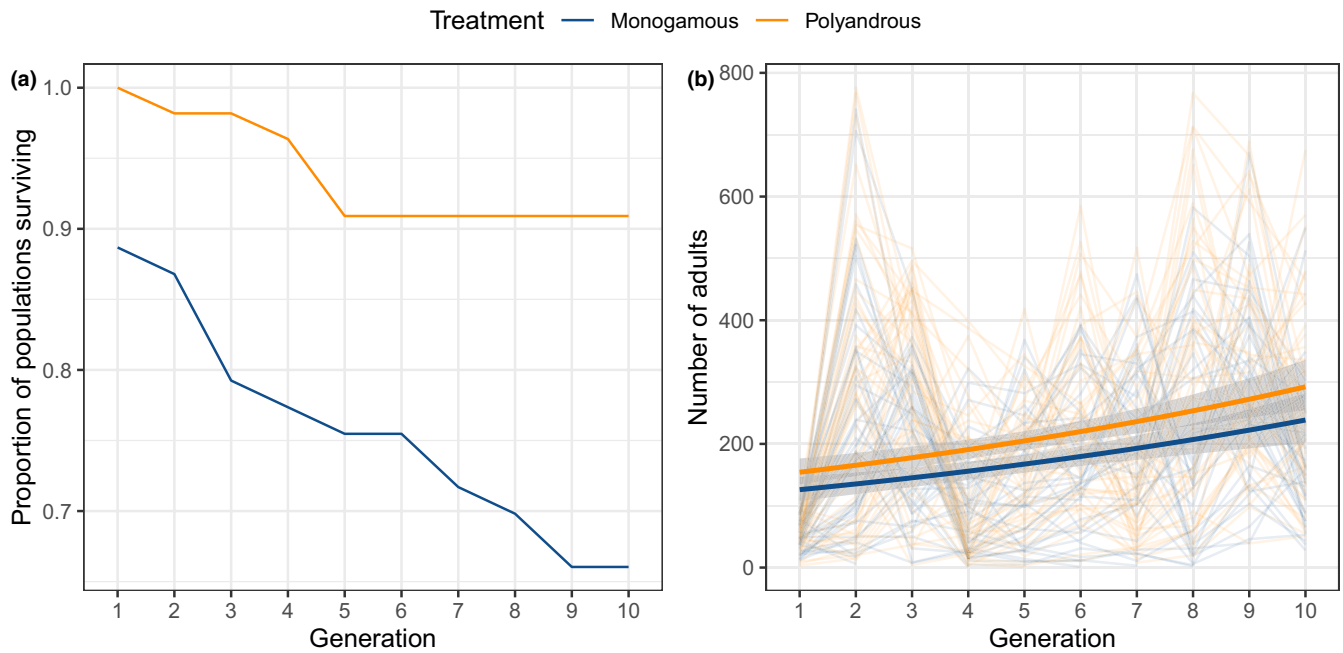 Treatment Monogamous Polyandrous
(a)
Proportion of populations surviving
1.0
0.9
0.8
0.7
1 2 3 4 5 6 7 8 9 10
Generation
(b)
Number of adults
800
600
400
200
0
1 2 3 4 5 6 7 8 9 10
Generation